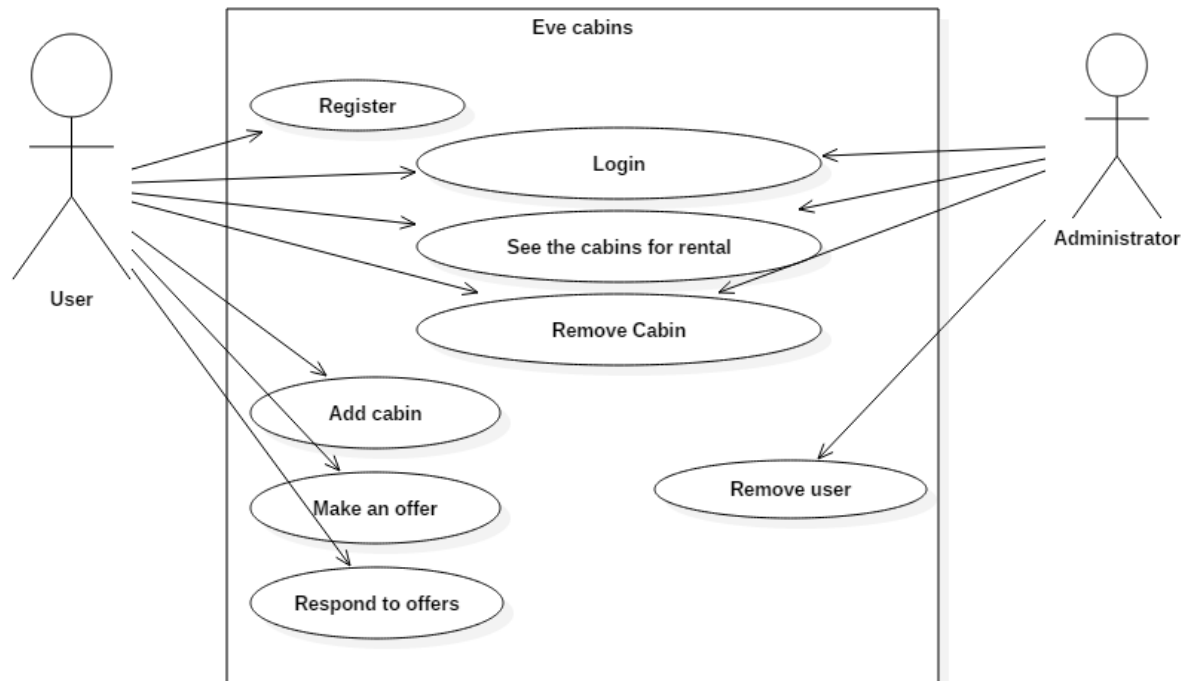 Eve cabins
Register
Login
See the cabins for rental
Remove Cabin
Add cabin
Make an offer
Respond to offers
Remove user
User
Administrator